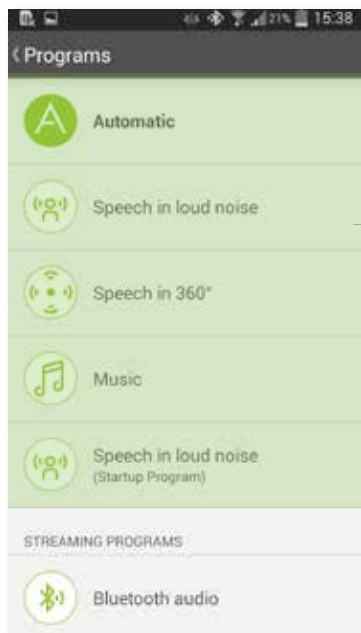 21% 15:38
Programs
A Automatic
Speech in loud noise
Speech in 360°
Music
Speech in loud noise
(Startup Program)
STREAMING PROGRAMS
Bluetooth audio